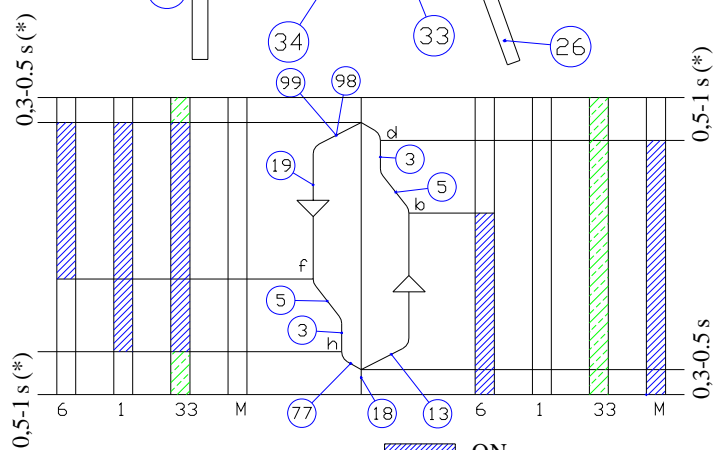 34
33
26
0,3-0.5 s (*)
99
98
0,5-1 s (*)
d
3
19
5
b
f
5
3
h
0,5-1 s (*)
0,3-0.5 s
6 1 33 M
77
18
13
6 1 33 M
ON